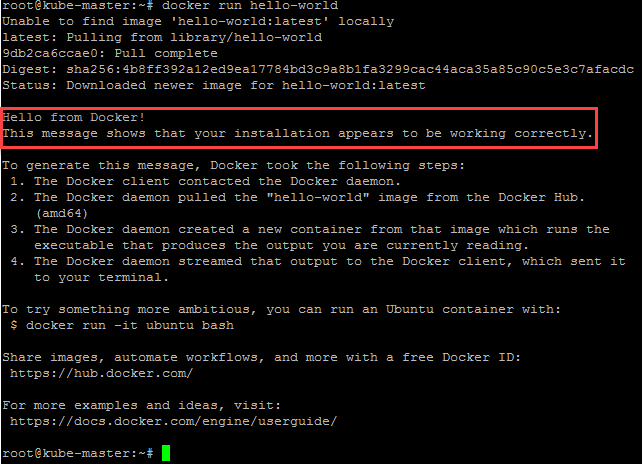 root@kube-master:~# docker run hello-world
Unable to find image 'hello-world:latest' locally
latest: Pulling from library/hello-world
9db2ca6ccae0: Pull complete
Digest: sha256:4b8ff392a12ed9ea17784bd3c9a8b1fa3299cac44aca35a85c90c5e3c7afacdc
Status: Downloaded newer image for hello-world:latest
Hello from Docker!
This message shows that your installation appears to be working correctly.
To generate this message, Docker took the following steps:
1. The Docker client contacted the Docker daemon.
2. The Docker daemon pulled the "hello-world" image from the Docker Hub.
(amd64)
3. The Docker daemon created a new container from that image which runs the
executable that produces the output you are currently reading.
4. The Docker daemon streamed that output to the Docker client, which sent it
to your terminal.
To try something more ambitious, you can run an Ubuntu container with:
$ docker run -it ubuntu bash
Share images, automate workflows, and more with a free Docker ID:
https://hub.docker.com/
For more examples and ideas, visit:
https://docs.docker.com/engine/userguide/
root@kube-master:~#